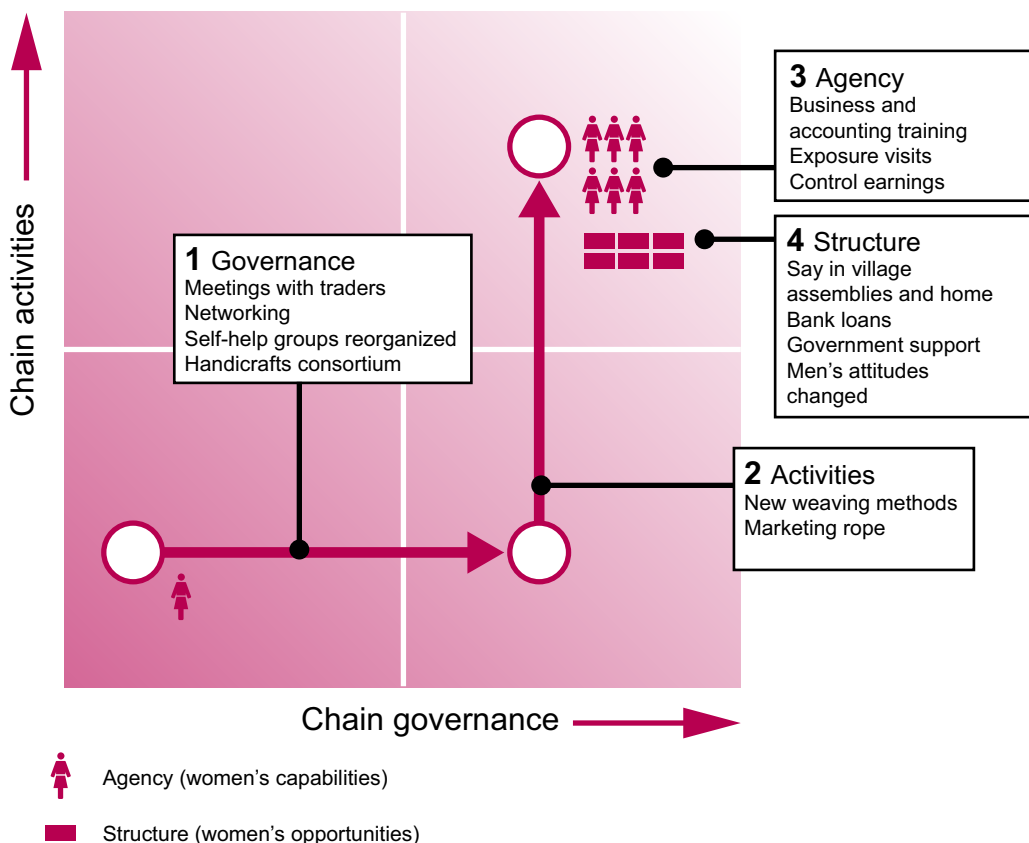 3 Agency
Business and
accounting training
Exposure visits
Control earnings
4 Structure
Say in village
assemblies and home
Bank loans
Government support
Men's attitudes
changed
1 Governance
Meetings with traders
Networking
Self-help groups reorganized
Handicrafts consortium
2 Activities
New weaving methods
Marketing rope
Chain activities
Chain governance
Agency (women's capabilities)
Structure (women's opportunities)